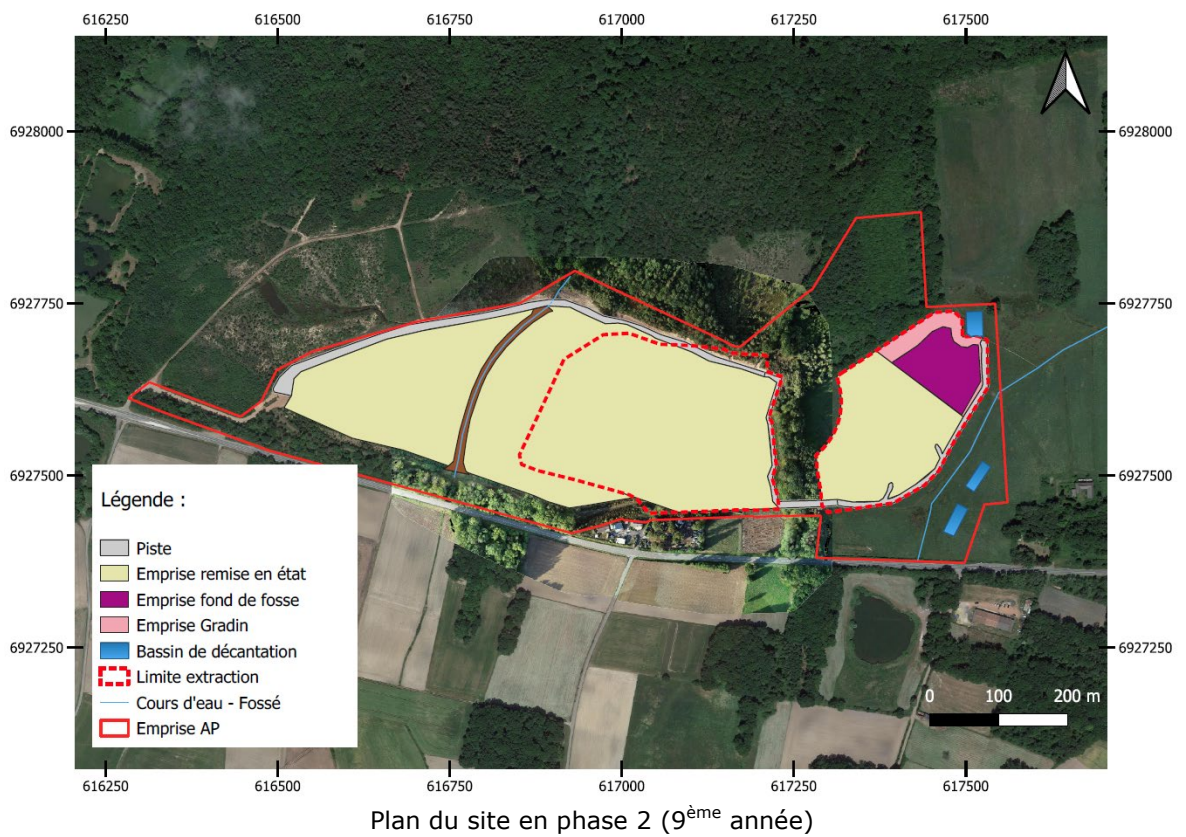 616250 616500 616750 617000 617250 617500
6928000 6928000
6927750 6927750
6927500 6927500
6927250 6927250
Légende :
Piste
Emprise remise en état
Emprise fond de fosse
Emprise Gradin
Bassin de décantation
Limite extraction
Cours d'eau - Fossé
Emprise AP
0 100 200 m
616250 616500 616750 617000 617250 617500
Plan du site en phase 2 (9ème année)